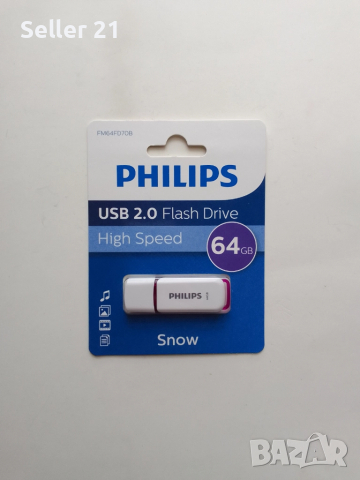 Seller 21
FM64FD70B
PHILIPS
USB 2.0 Flash Drive
High Speed
64GB
PHILIPS
Snow
BAZAR